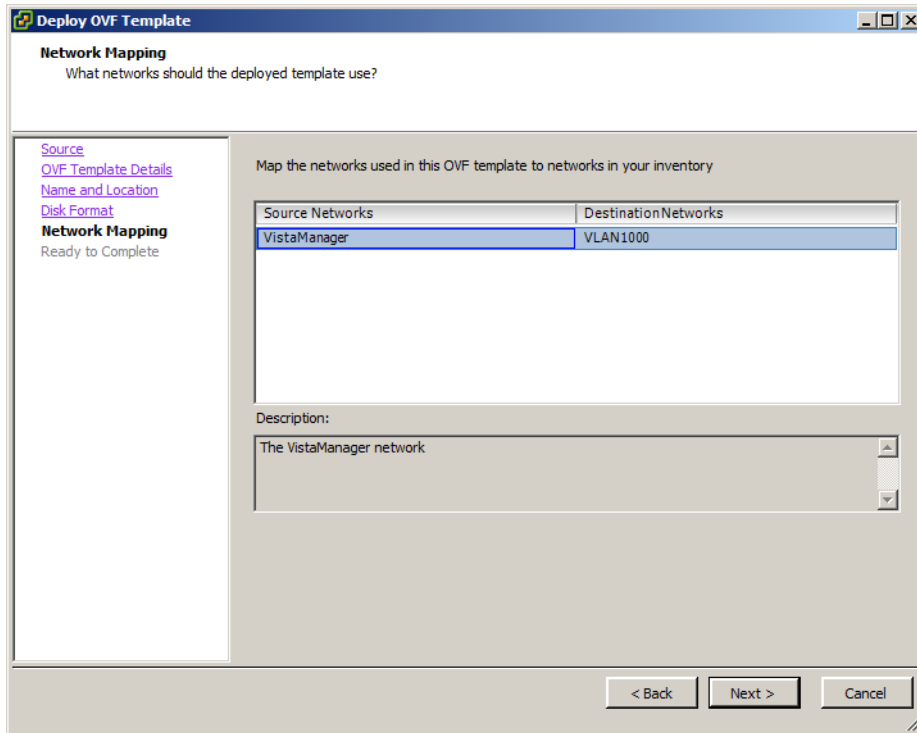 Deploy OVF Template
Network Mapping
What networks should the deployed template use?
Source
OVF Template Details
Name and Location
Disk Format
Network Mapping
Ready to Complete
Map the networks used in this OVF template to networks in your inventory
Source Networks DestinationNetworks
VistaManager VLAN1000
Description:
The VistaManager network
< Back Next > Cancel